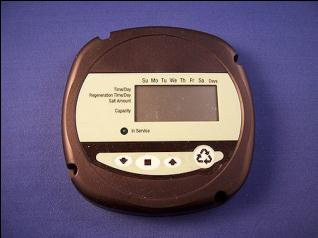 Su Mo Tu We Th Fr Sa Days
Time/Day
Regeneration Time/Day
Salt Amount
Capacity
In Service